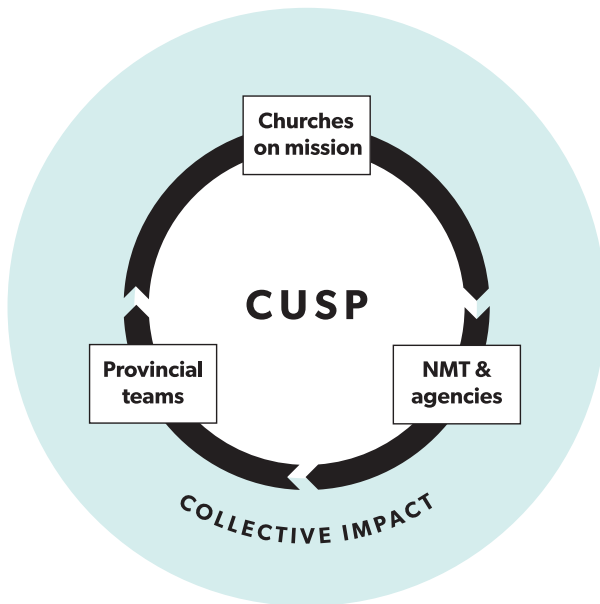 Churches
on mission
CUSP
Provincial
teams
NMT &
agencies
COLLECTIVE IMPACT